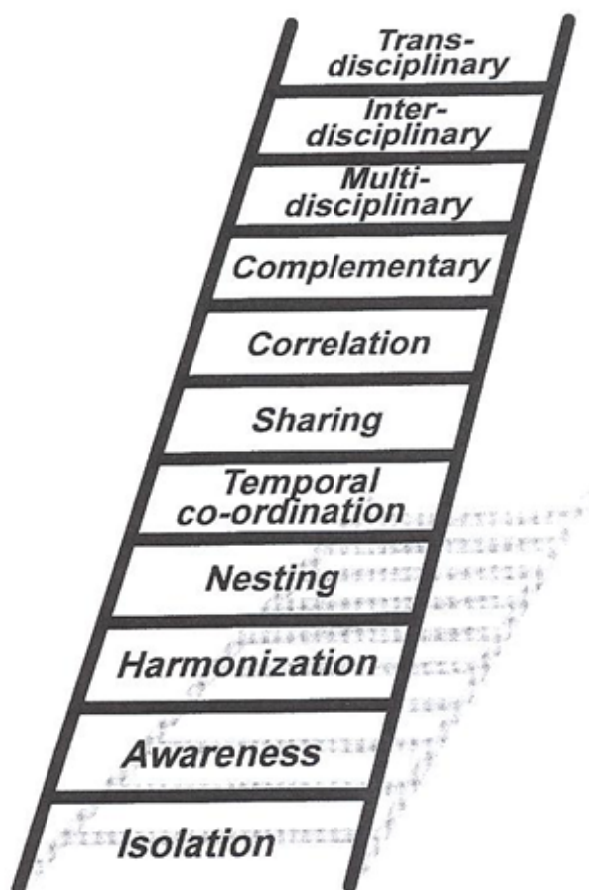 Trans-
disciplinary
Inter-
disciplinary
Multi-
disciplinary
Complementary
Correlation
Sharing
Temporal
co-ordination
Nesting
Harmonization
Awareness
Isolation